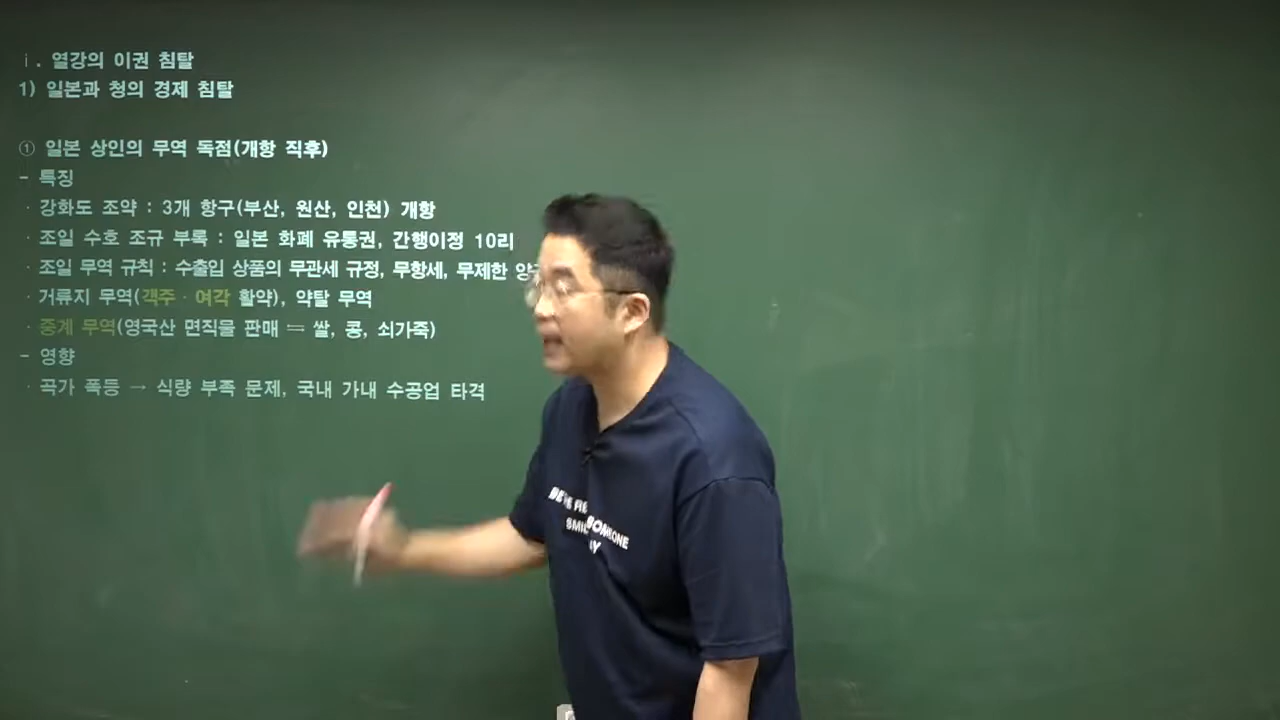 ⅰ. 열강의 이권 침탈
1) 일본과 청의 경제 침탈
① 일본 상인의 무역 독점(개항 직후)
- 특징
· 강화도 조약 : 3개 항구(부산, 원산, 인천) 개항
· 조일 수호 조규 부록 : 일본 화폐 유통권, 간행이정 10리
· 조일 무역 규칙 : 수출입 상품의 무관세 규정, 무항세, 무제한
· 거류지 무역(객주 · 여각 활약), 약탈 무역
· 중계 무역(영국산 면직물 판매 ⇋ 쌀, 콩, 쇠가죽)
- 영향
· 곡가 폭등 → 식량 부족 문제, 국내 가내 수공업 타격